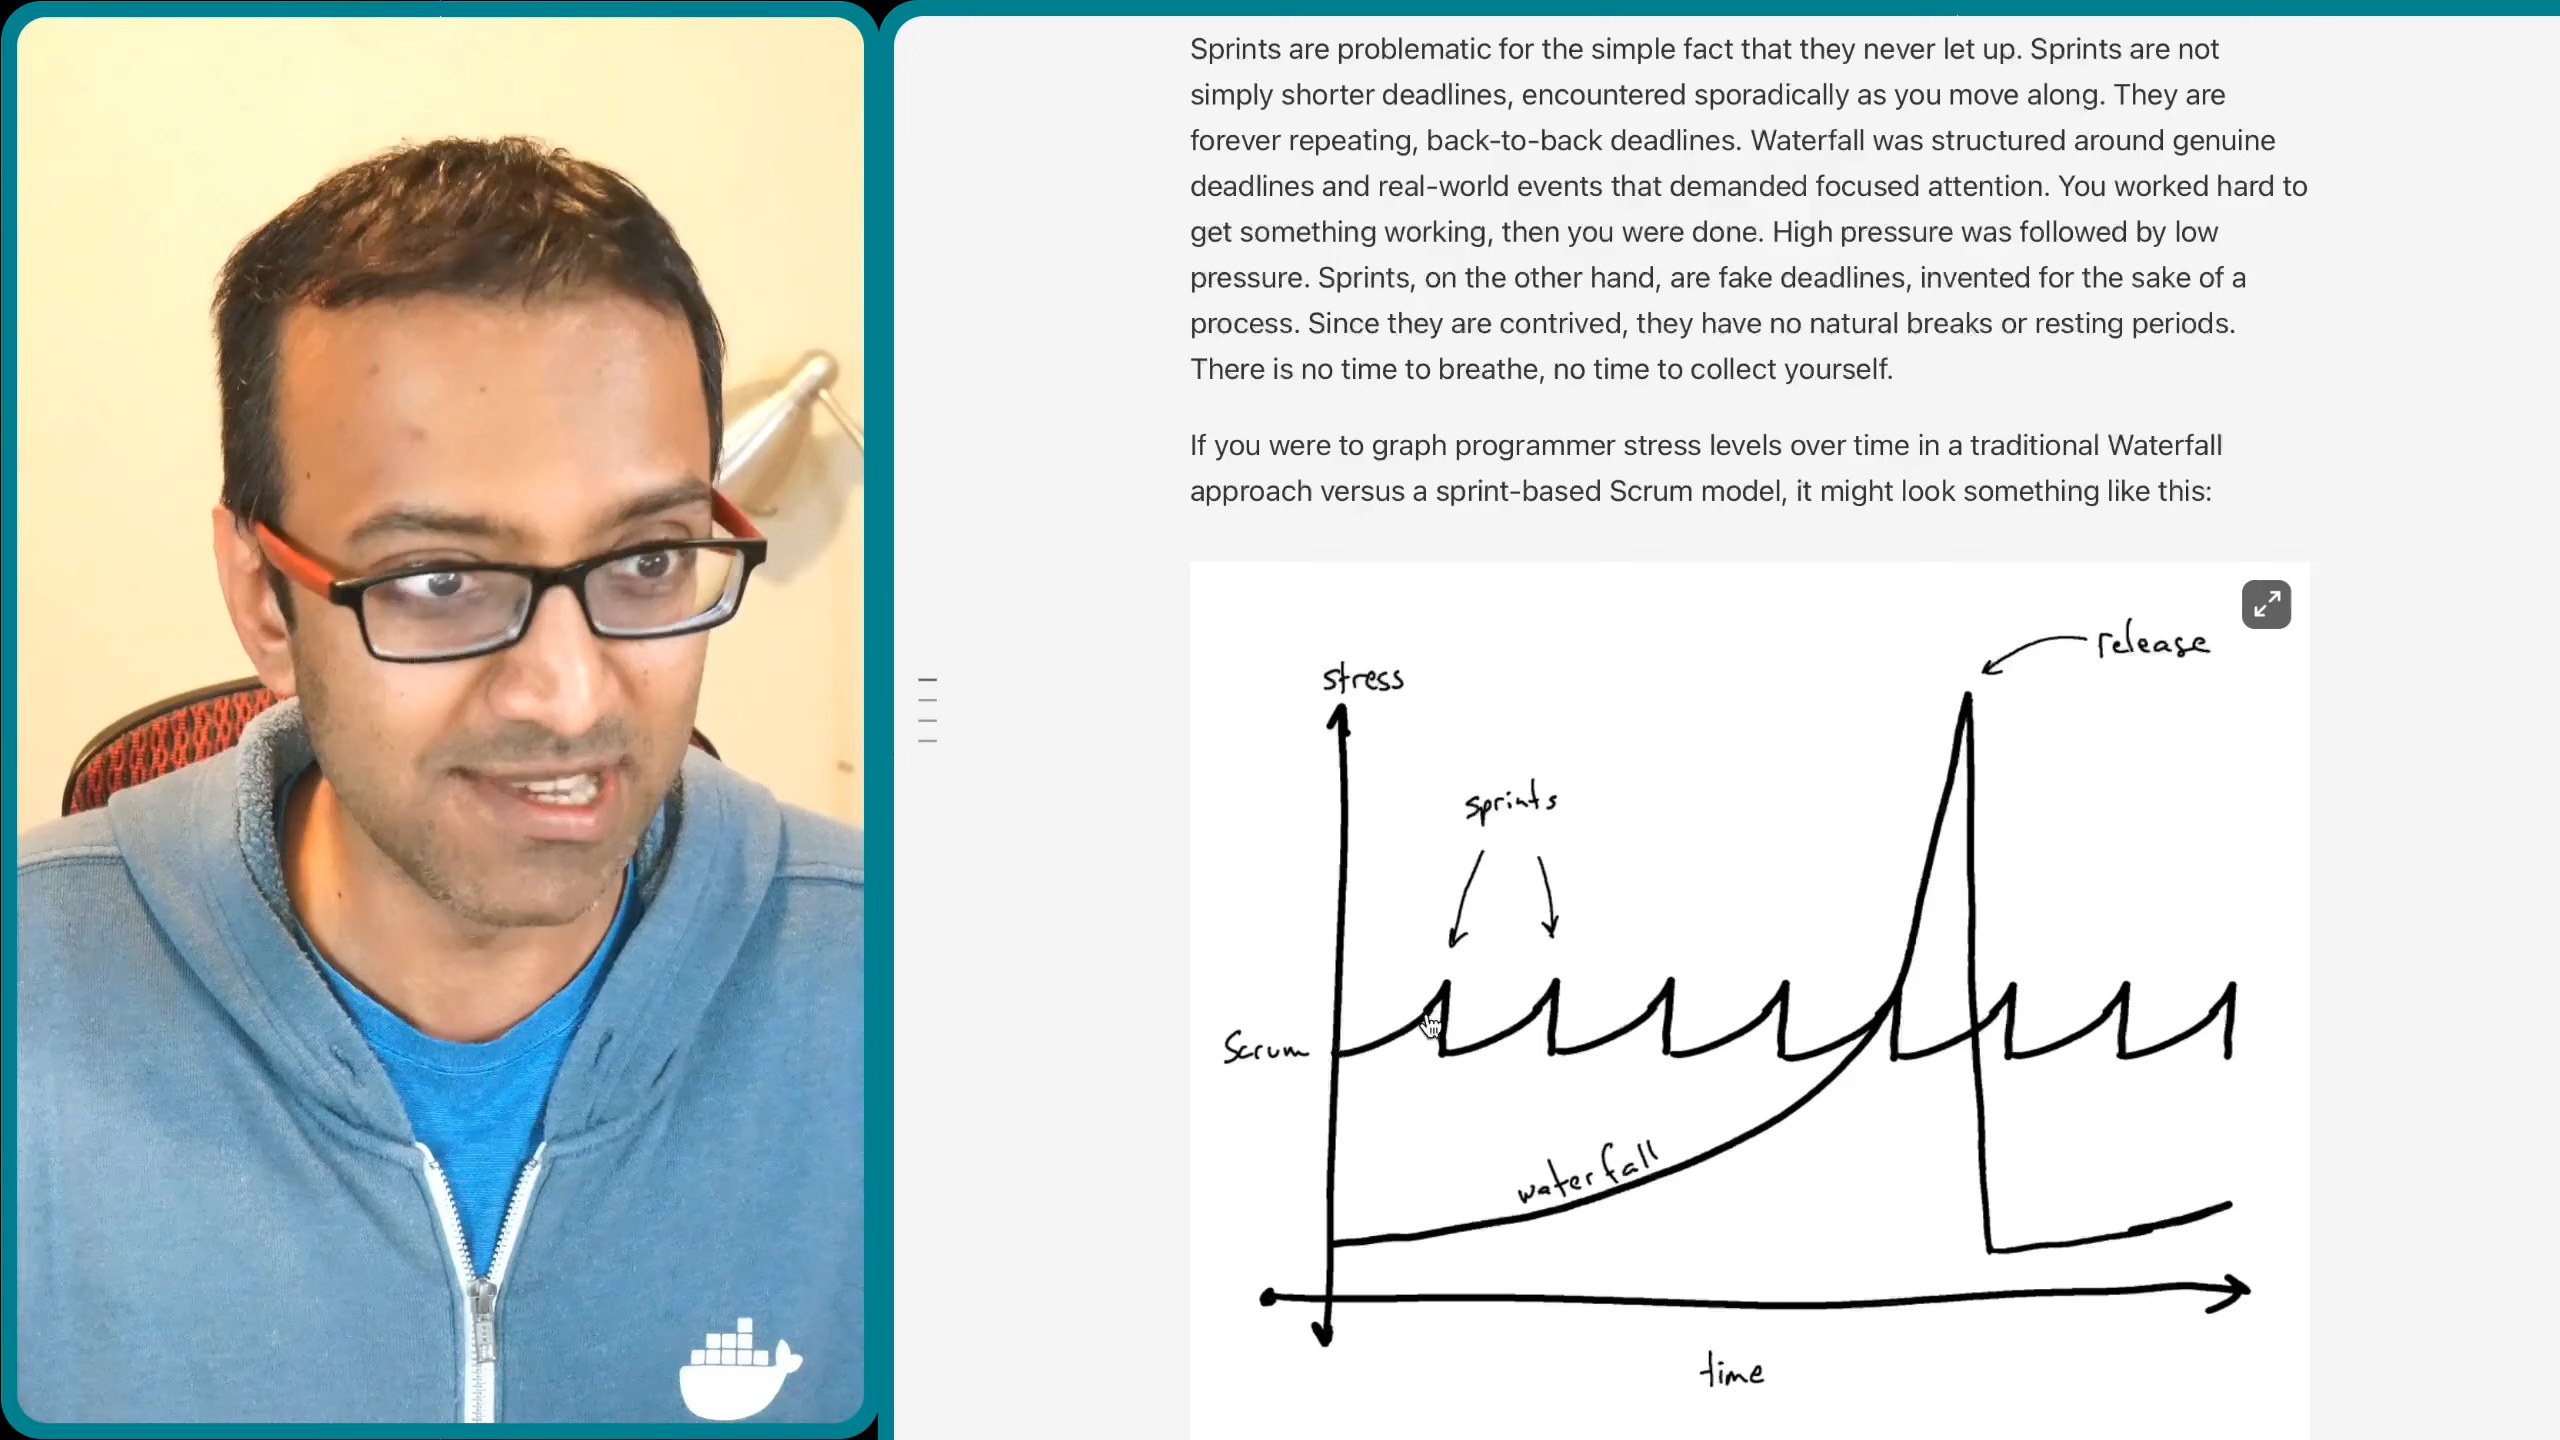 Sprints are problematic for the simple fact that they never let up. Sprints are not
simply shorter deadlines, encountered sporadically as you move along. They are
forever repeating, back-to-back deadlines. Waterfall was structured around genuine
deadlines and real-world events that demanded focused attention. You worked hard to
get something working, then you were done. High pressure was followed by low
pressure. Sprints, on the other hand, are fake deadlines, invented for the sake of a
process. Since they are contrived, they have no natural breaks or resting periods.
There is no time to breathe, no time to collect yourself.
If you were to graph programmer stress levels over time in a traditional Waterfall
approach versus a sprint-based Scrum model, it might look something like this:
release
stress
sprints
Scrum
waterfall
time